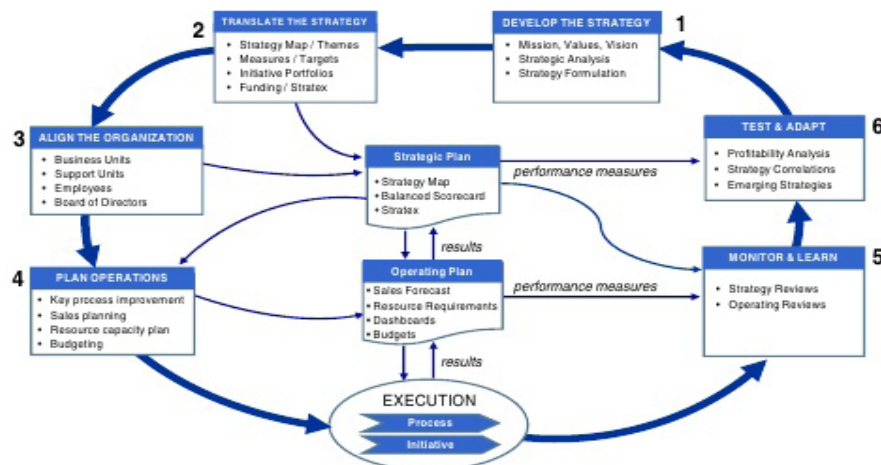 1
DEVELOP THE STRATEGY
Mission, Values, Vision
Strategic Analysis
Strategy Formulation
2
TRANSLATE THE STRATEGY
Strategy Map / Themes
Measures / Targets
Initiative Portfolios
Funding / Stratex
3
ALIGN THE ORGANIZATION
Business Units
Support Units
Employees
Board of Directors
4
PLAN OPERATIONS
Key process improvement
Sales planning
Resource capacity plan
Budgeting
Strategic Plan
Strategy Map
Balanced Scorecard
Stratex
performance measures
results
Operating Plan
Sales Forecast
Resource Requirements
Dashboards
Budgets
performance measures
results
EXECUTION
Process
Initiative
5
MONITOR & LEARN
Strategy Reviews
Operating Reviews
6
TEST & ADAPT
Profitability Analysis
Strategy Correlations
Emerging Strategies